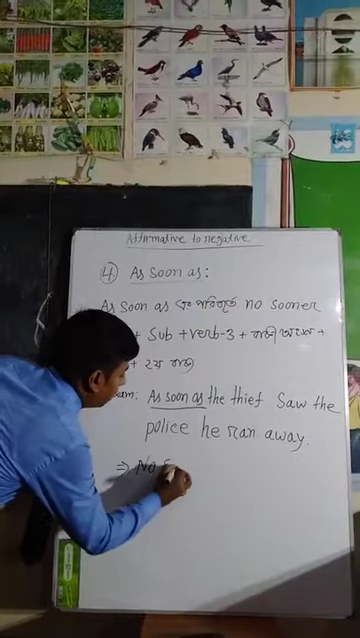 Affirmative to negative
④ As soon as:
As soon as এর পরিবর্তে no sooner
+ Sub + verb-3 + বাকী অংশ +
+ ২য় বাক্য
Exam: As soon as the thief Saw the
police he ran away.
⇒ No S